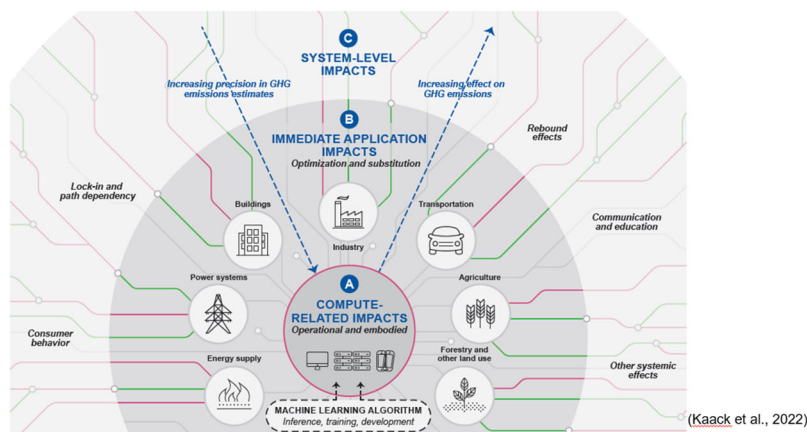 C
SYSTEM-LEVEL
IMPACTS
Increasing precision in GHG
emissions estimates
Increasing effect on
GHG emissions
B
IMMEDIATE APPLICATION
IMPACTS
Optimization and substitution
Rebound
effects
Lock-in and
path dependency
Buildings
Transportation
Communication
and education
Industry
Power systems
A
Agriculture
COMPUTE-
RELATED IMPACTS
Operational and embodied
Consumer
behavior
Energy supply
Forestry and
other land use
Other systemic
effects
MACHINE LEARNING ALGORITHM
Inference, training, development
(Kaack et al., 2022)